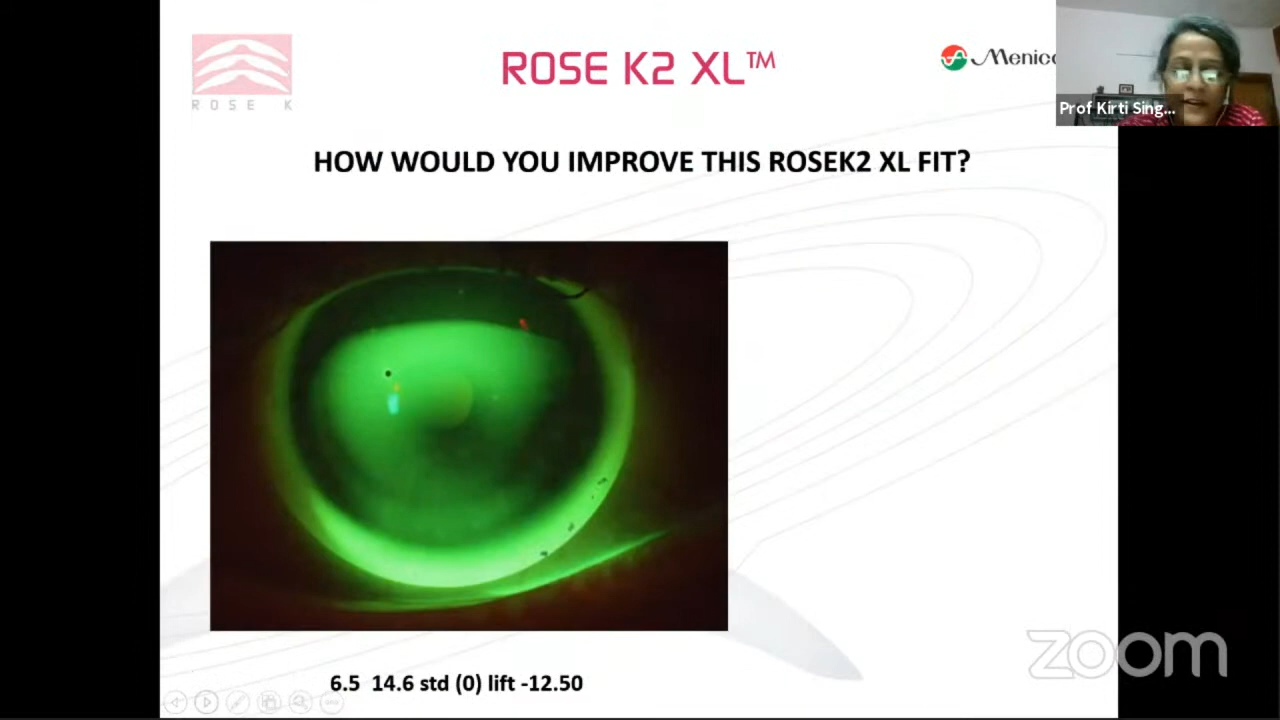 ROSE K2 XL™
Menico
ROSE K
Prof Kirti Sing...
HOW WOULD YOU IMPROVE THIS ROSEK2 XL FIT?
6.5 14.6 std (0) lift -12.50
zoom